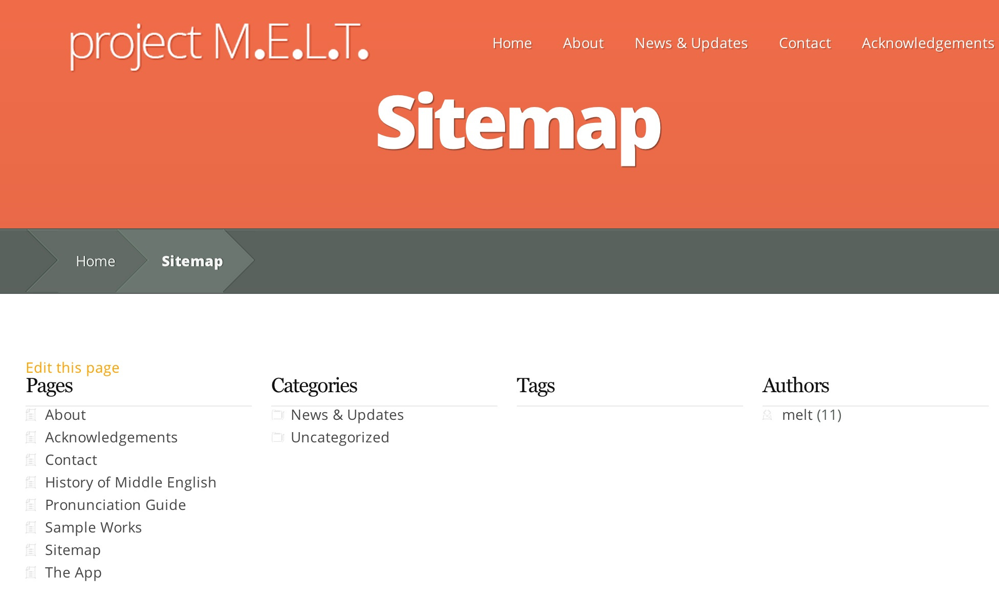 project M.E.L.T.
Home About News & Updates Contact Acknowledgements
Sitemap
Home Sitemap
Edit this page
Pages
About
Acknowledgements
Contact
History of Middle English
Pronunciation Guide
Sample Works
Sitemap
The App
Categories
News & Updates
Uncategorized
Tags
Authors
melt (11)